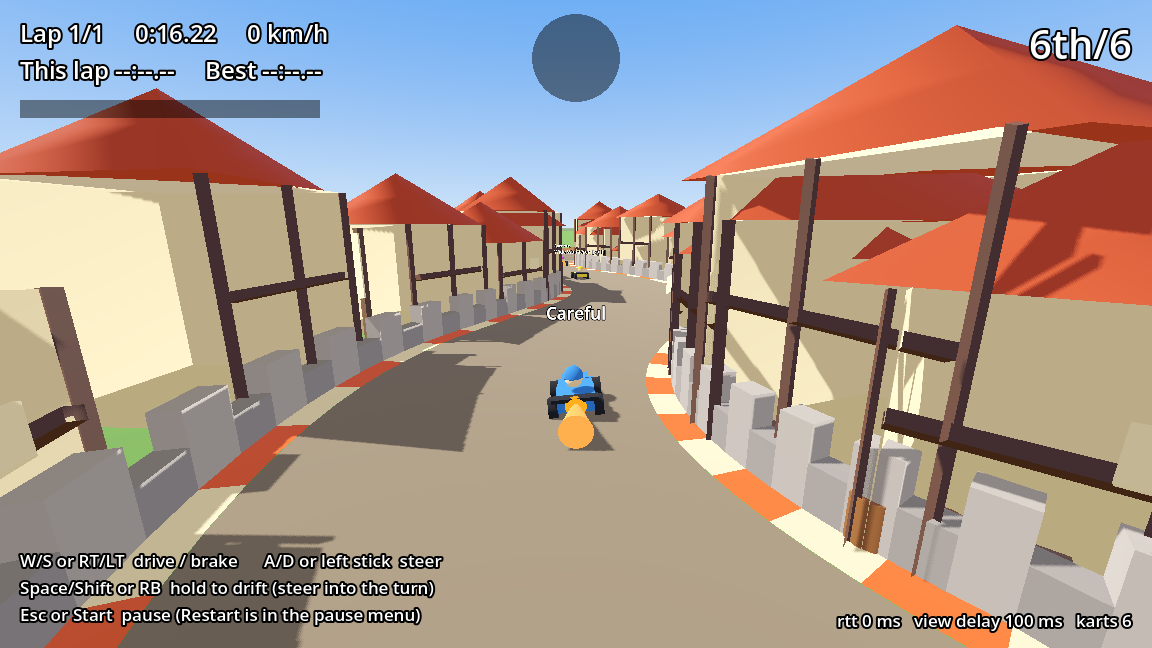 Lap 1/1 0:16.22 0 km/h
6th/6
This lap --:--.-- Best --:--.--
Careful
W/S or RT/LT drive / brake A/D or left stick steer
Space/Shift or RB hold to drift (steer into the turn)
Esc or Start pause (Restart is in the pause menu)
rtt 0 ms view delay 100 ms karts 6